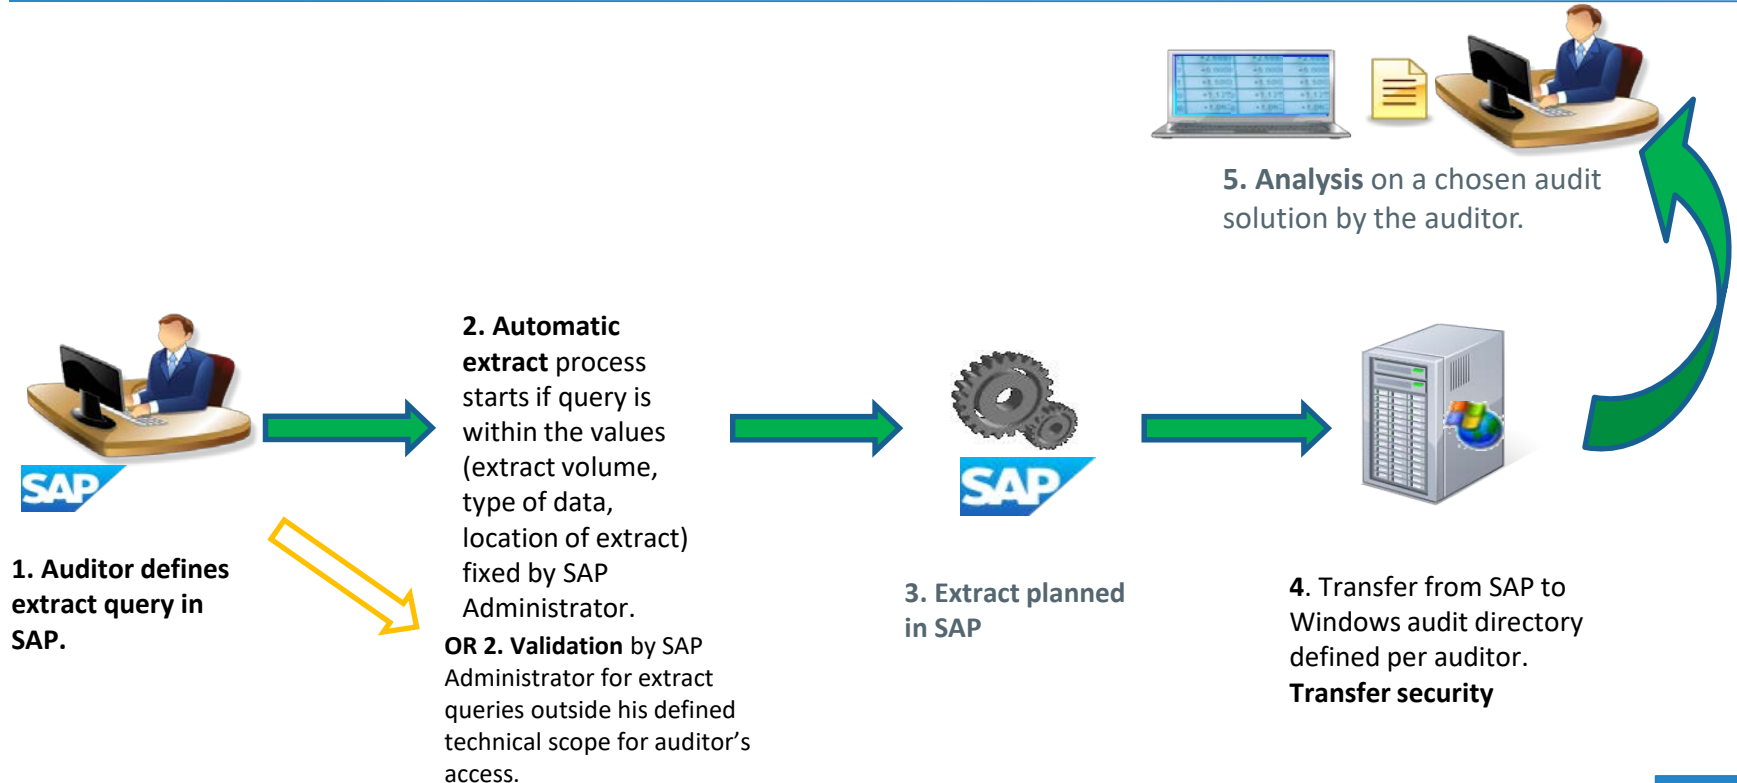 5. Analysis on a chosen audit
solution by the auditor.
SAP
1. Auditor defines
extract query in
SAP.
2. Automatic
extract process
starts if query is
within the values
(extract volume,
type of data,
location of extract)
fixed by SAP
Administrator.
OR 2. Validation by SAP
Administrator for extract
queries outside his defined
technical scope for auditor’s
access.
SAP
3. Extract planned
in SAP
4. Transfer from SAP to
Windows audit directory
defined per auditor.
Transfer security